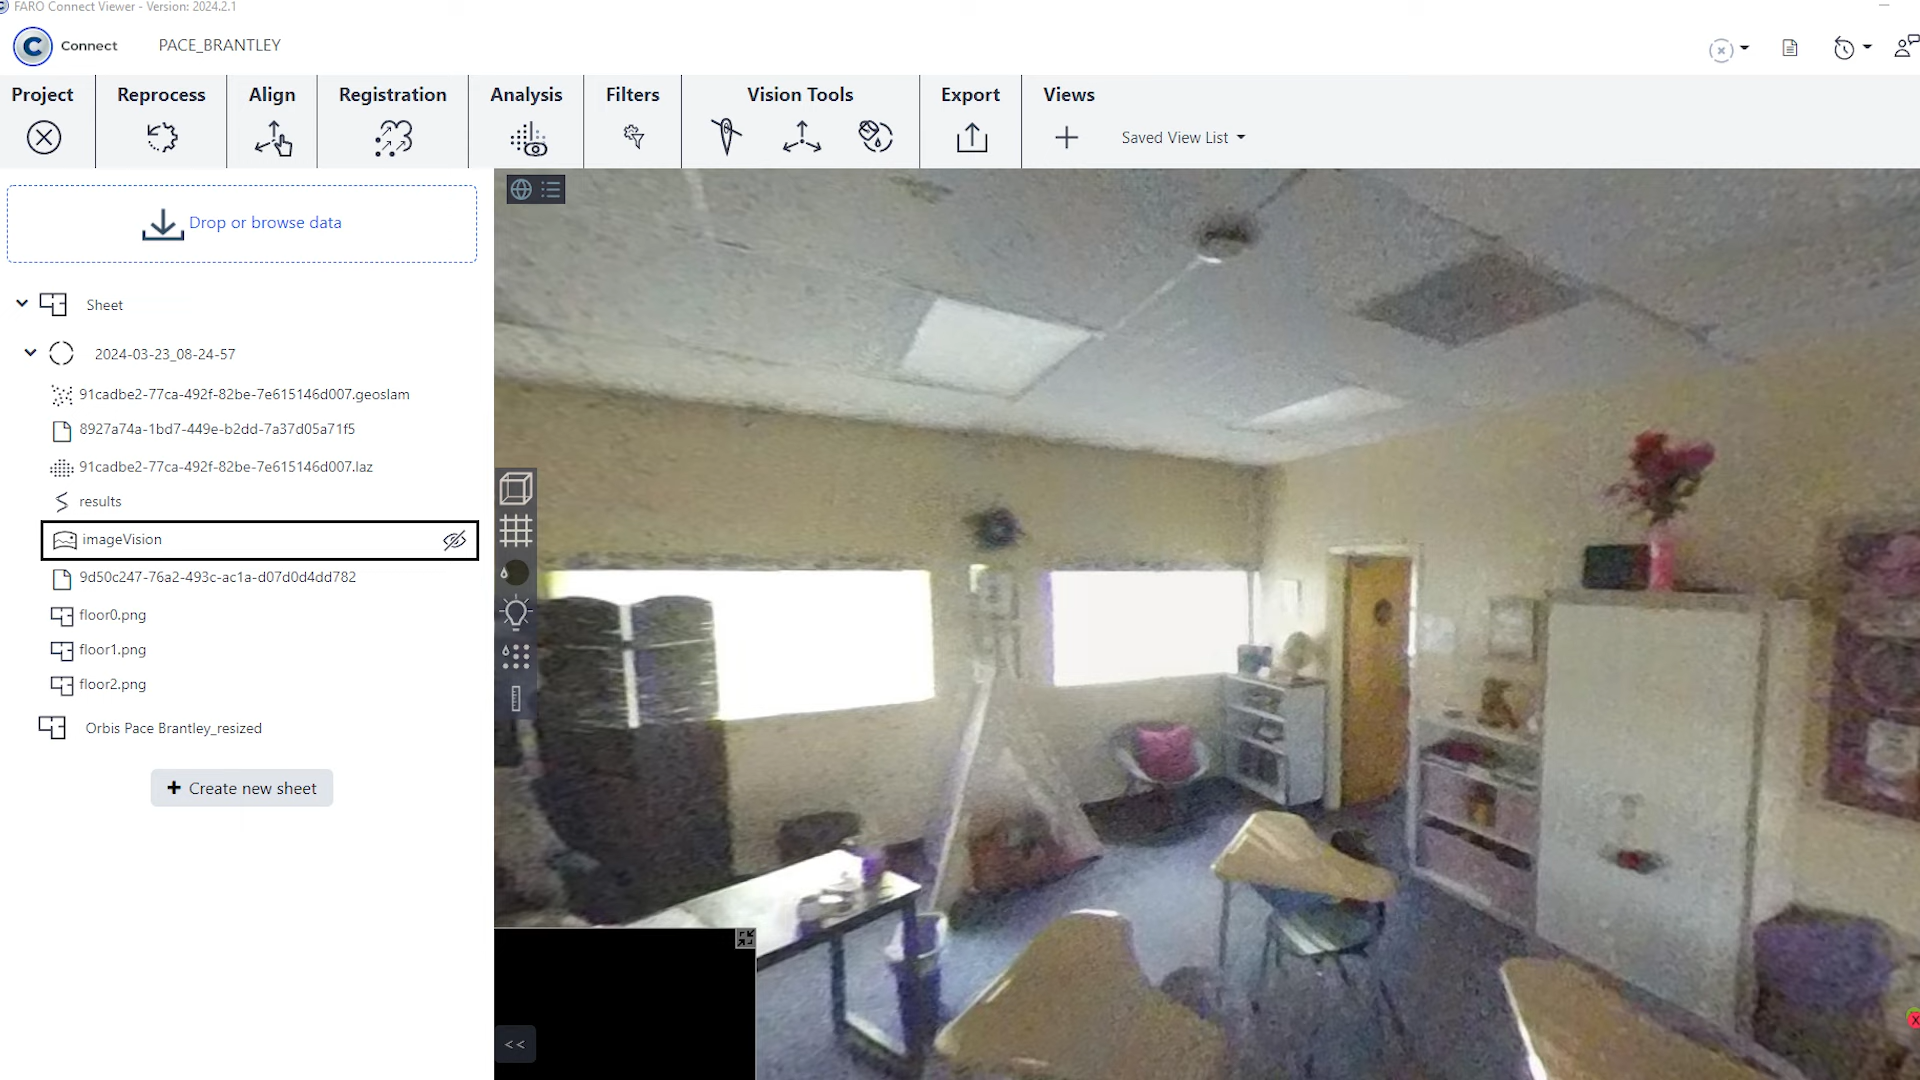 FARO Connect Viewer - Version: 2024.2.1
Connect
PACE_BRANTLEY
Project
Reprocess
Align
Registration
Analysis
Filters
Vision Tools
Export
Views
Saved View List
Drop or browse data
Sheet
2024-03-23_08-24-57
91cadbe2-77ca-492f-82be-7e615146d007.geoslam
8927a74a-1bd7-449e-b2dd-7a37d05a71f5
91cadbe2-77ca-492f-82be-7e615146d007.laz
results
imageVision
9d50c247-76a2-493c-ac1a-d07d0d4dd782
floor0.png
floor1.png
floor2.png
Orbis Pace Brantley_resized
+ Create new sheet
<<
X